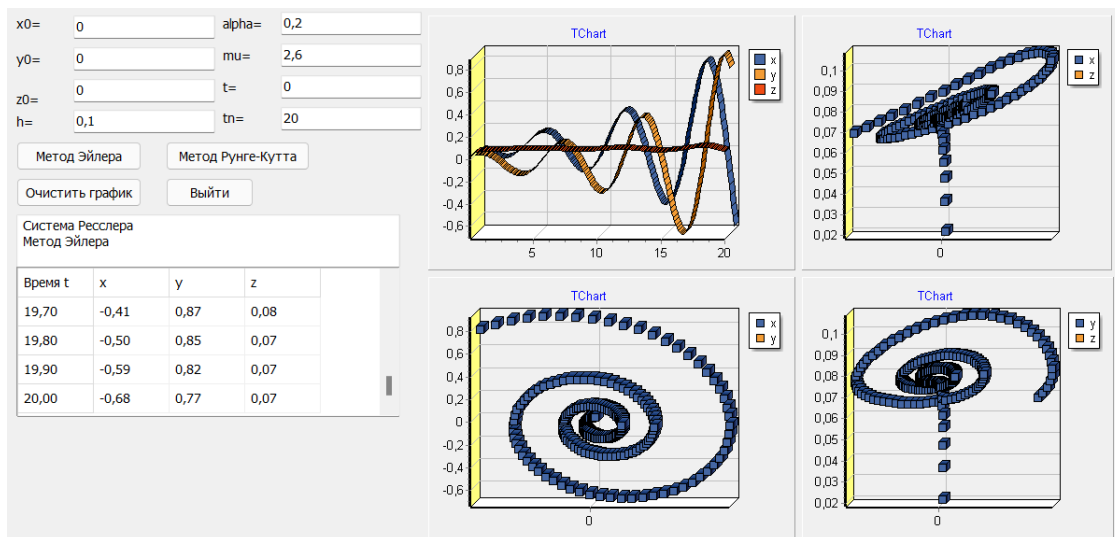 x0= 0 alpha= 0,2
y0= 0 mu= 2,6
z0= 0 t= 0
h= 0,1 tn= 20
Метод Эйлера Метод Рунге-Кутта
Очистить график Выйти
Система Ресслера
Метод Эйлера
Время t x y z
19,70 -0,41 0,87 0,08
19,80 -0,50 0,85 0,07
19,90 -0,59 0,82 0,07
20,00 -0,68 0,77 0,07
TChart
x
y
z
0,8
0,6
0,4
0,2
0
-0,2
-0,4
-0,6
5 10 15 20
TChart
x
z
0,1
0,09
0,08
0,07
0,06
0,05
0,04
0,03
0,02
0
TChart
x
y
0,8
0,6
0,4
0,2
0
-0,2
-0,4
-0,6
0
TChart
y
z
0,1
0,09
0,08
0,07
0,06
0,05
0,04
0,03
0,02
0